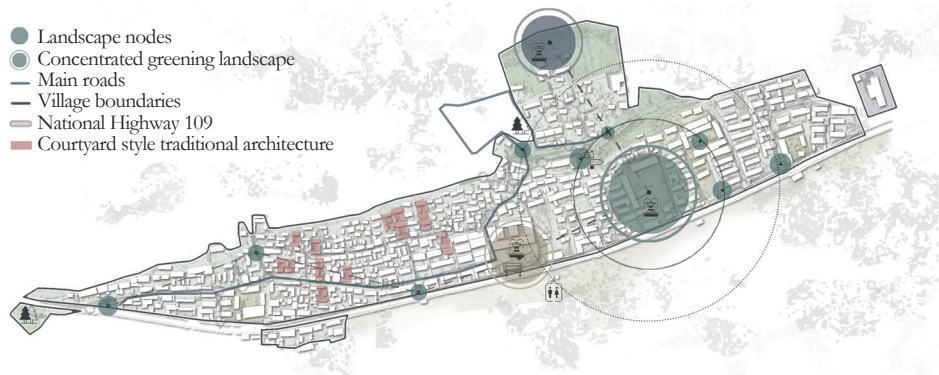 Landscape nodes
Concentrated greening landscape
Main roads
Village boundaries
National Highway 109
Courtyard style traditional architecture